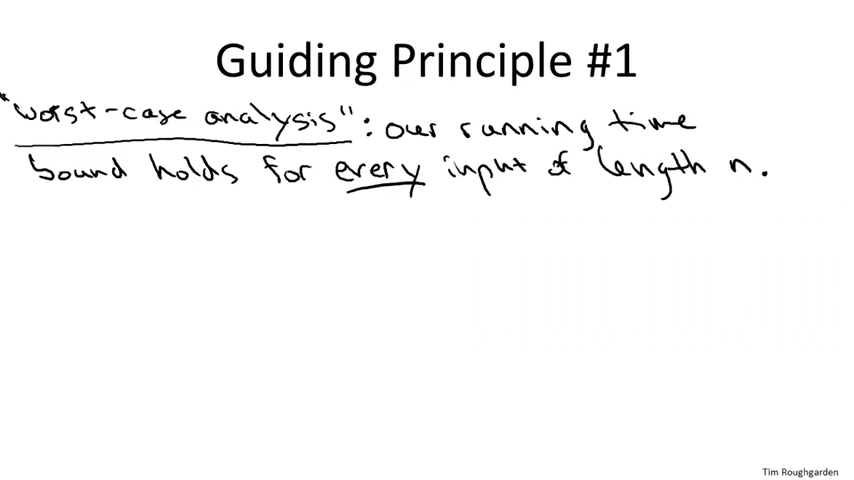 Guiding Principle #1
"worst-case analysis": our running time
bound holds for every input of length n.
Tim Roughgarden